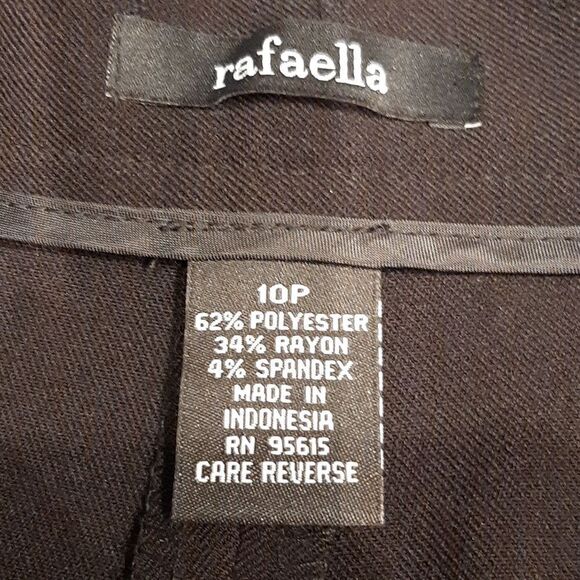 rafaella
10P
62% POLYESTER
34% RAYON
4% SPANDEX
MADE IN
INDONESIA
RN 95615
CARE REVERSE